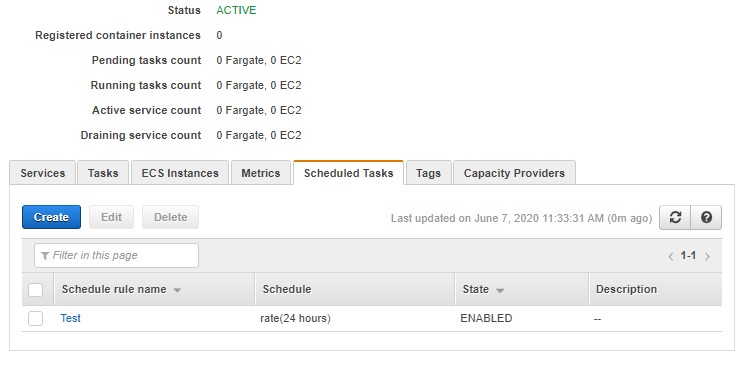 Status ACTIVE
Registered container instances 0
Pending tasks count 0 Fargate, 0 EC2
Running tasks count 0 Fargate, 0 EC2
Active service count 0 Fargate, 0 EC2
Draining service count 0 Fargate, 0 EC2
Services Tasks ECS Instances Metrics Scheduled Tasks Tags Capacity Providers
Create Edit Delete Last updated on June 7, 2020 11:33:31 AM (0m ago)
Filter in this page 1-1
Schedule rule name Schedule State Description
Test rate(24 hours) ENABLED --